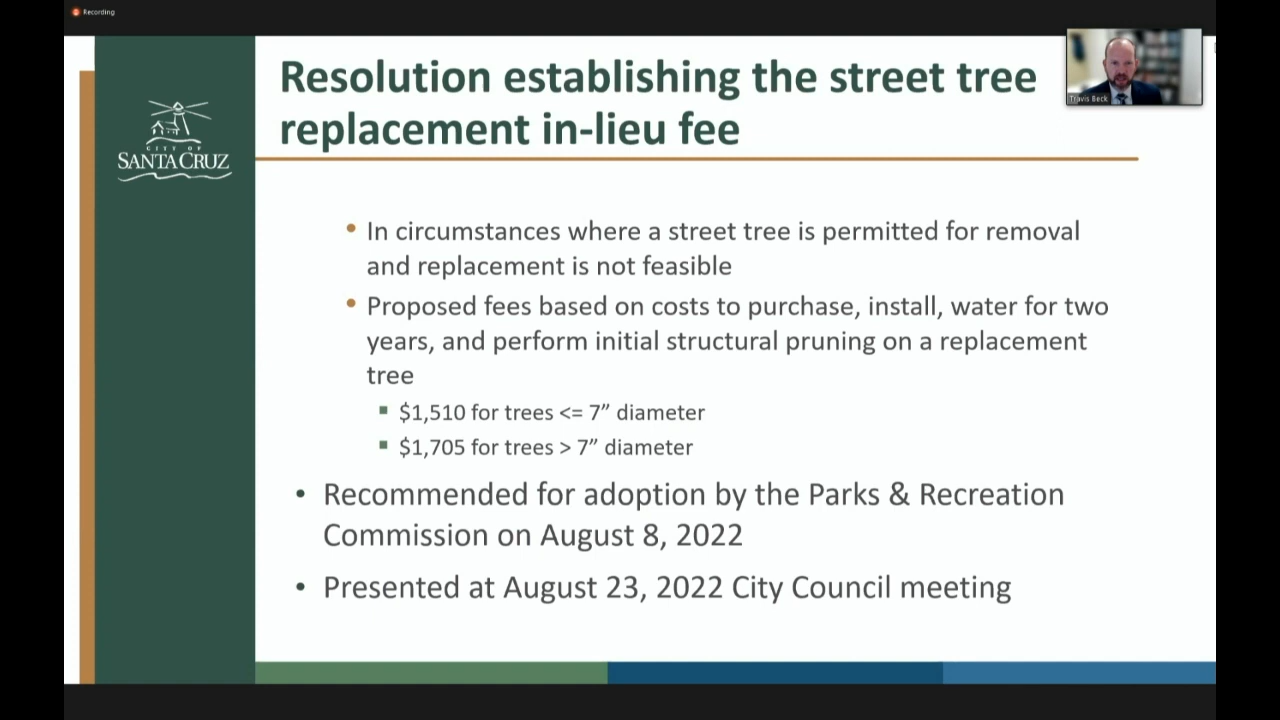 Recording
Resolution establishing the street tree
replacement in-lieu fee
Travis Beck
CITY OF
SANTA CRUZ
• In circumstances where a street tree is permitted for removal
and replacement is not feasible
• Proposed fees based on costs to purchase, install, water for two
years, and perform initial structural pruning on a replacement
tree
▪ $1,510 for trees <= 7” diameter
▪ $1,705 for trees > 7” diameter
• Recommended for adoption by the Parks & Recreation
Commission on August 8, 2022
• Presented at August 23, 2022 City Council meeting